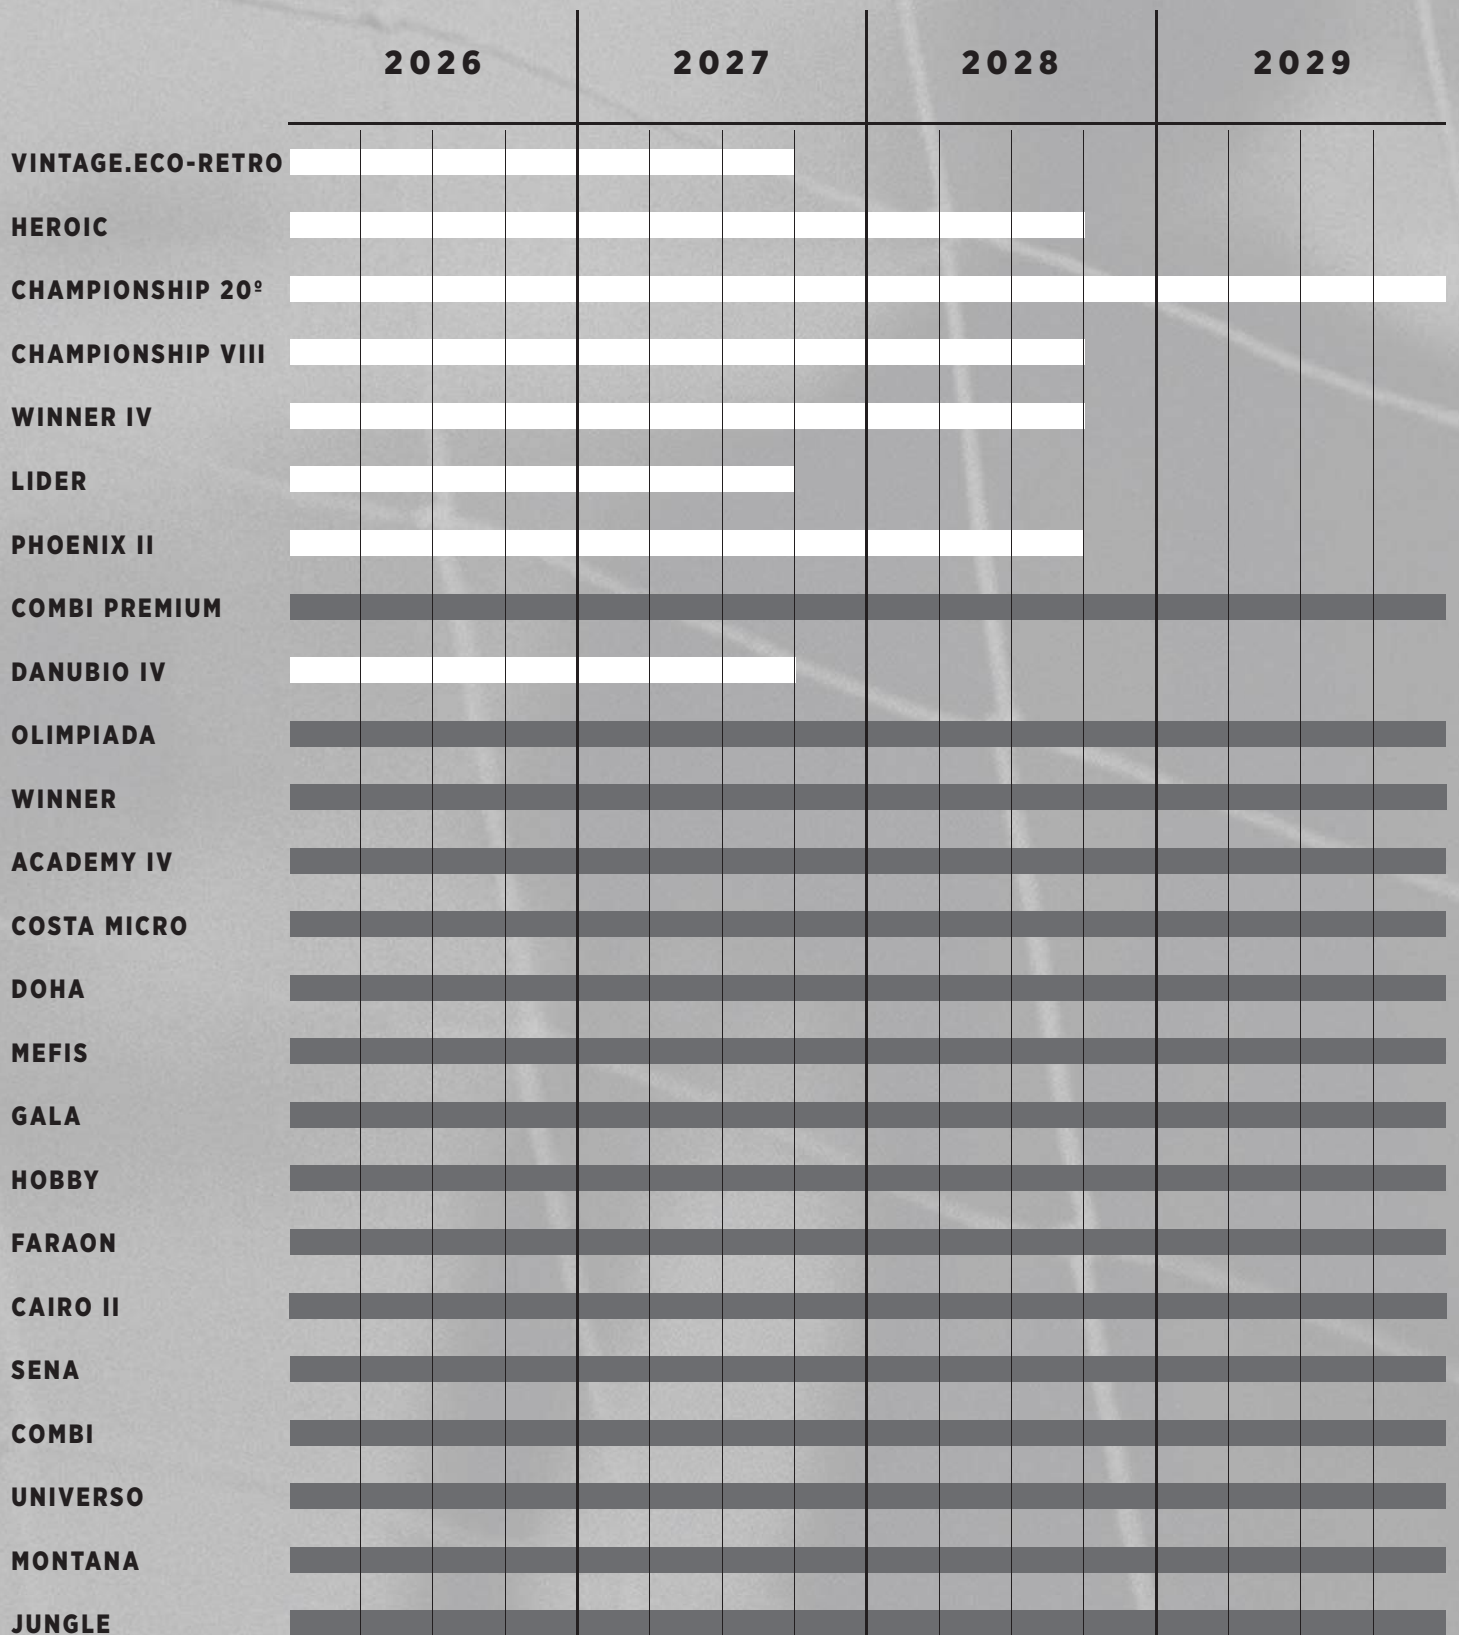 2026 2027 2028 2029
VINTAGE.ECO-RETRO
HEROIC
CHAMPIONSHIP 20º
CHAMPIONSHIP VIII
WINNER IV
LIDER
PHOENIX II
COMBI PREMIUM
DANUBIO IV
OLIMPIADA
WINNER
ACADEMY IV
COSTA MICRO
DOHA
MEFIS
GALA
HOBBY
FARAON
CAIRO II
SENA
COMBI
UNIVERSO
MONTANA
JUNGLE